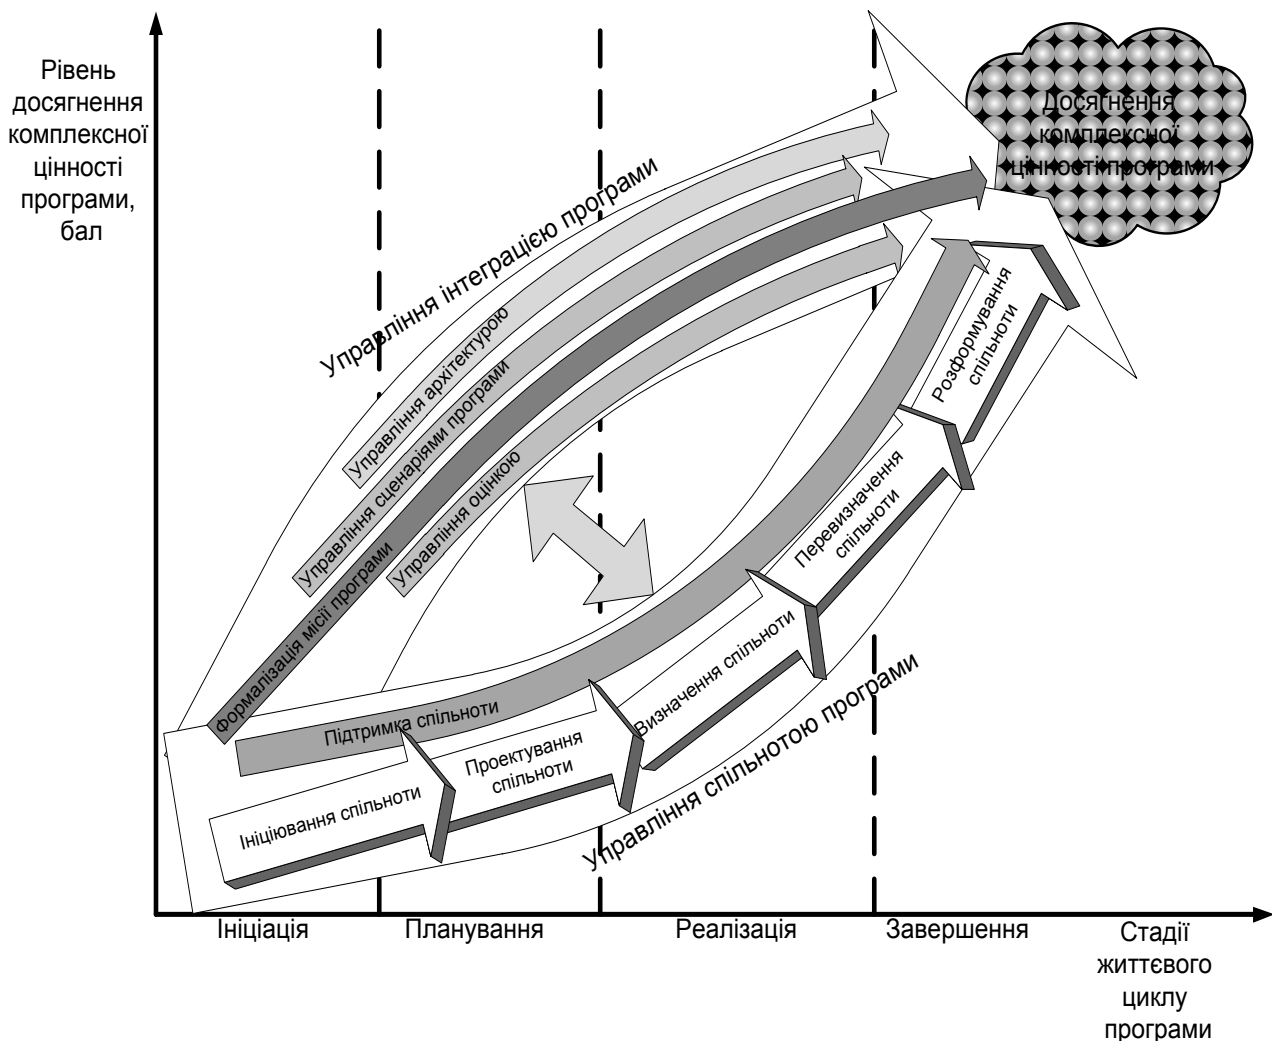 Рівень
досягнення
комплексної
цінності
програми,
бал
Досягнення
комплексної
цінності програми
Управління інтеграцією програми
Управління архітектурою
Управління сценаріями програми
Формалізація місії програми
Управління оцінкою
Підтримка спільноти
Ініціювання спільноти
Проектування
спільноти
Визначення спільноти
Перевизначення
спільноти
Розформування
спільноти
Управління спільнотою програми
Ініціація
Планування
Реалізація
Завершення
Стадії
життєвого
циклу
програми